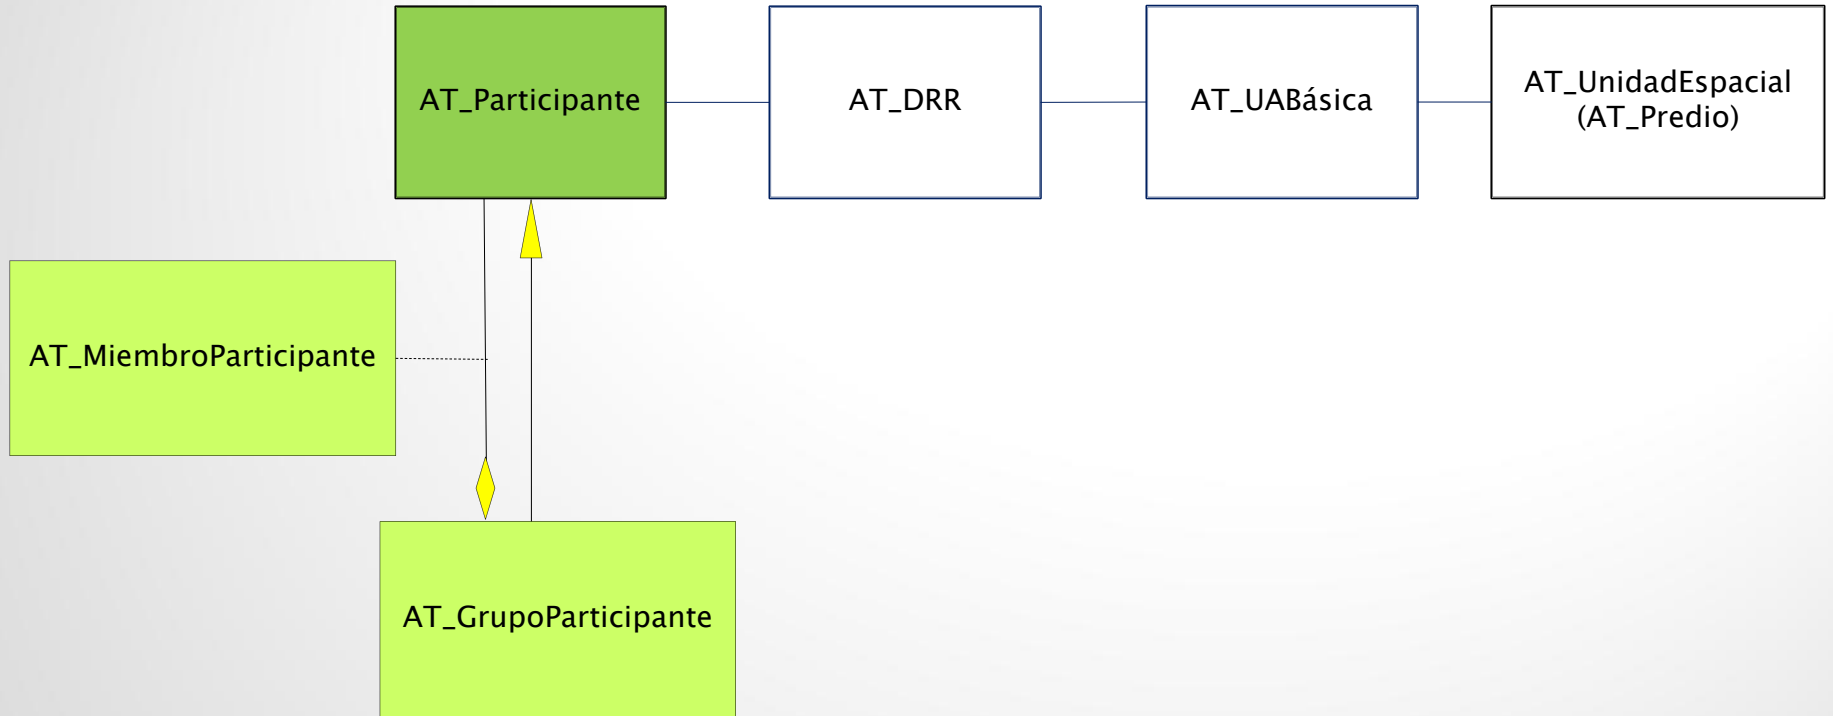 AT_Participante
AT_DRR
AT_UABásica
AT_UnidadEspacial
(AT_Predio)
AT_MiembroParticipante
AT_GrupoParticipante